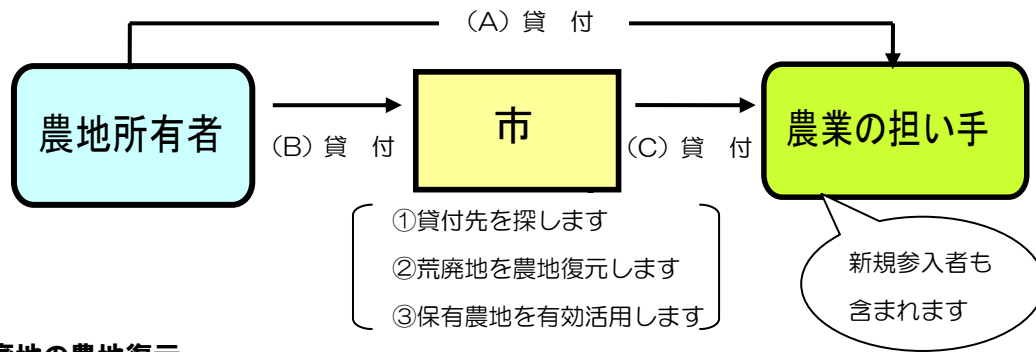 (A)貸 付
農地所有者
(B)貸 付
市
(C)貸 付
農業の担い手
①貸付先を探します
②荒廃地を農地復元します
③保有農地を有効活用します
新規参入者も
含まれます